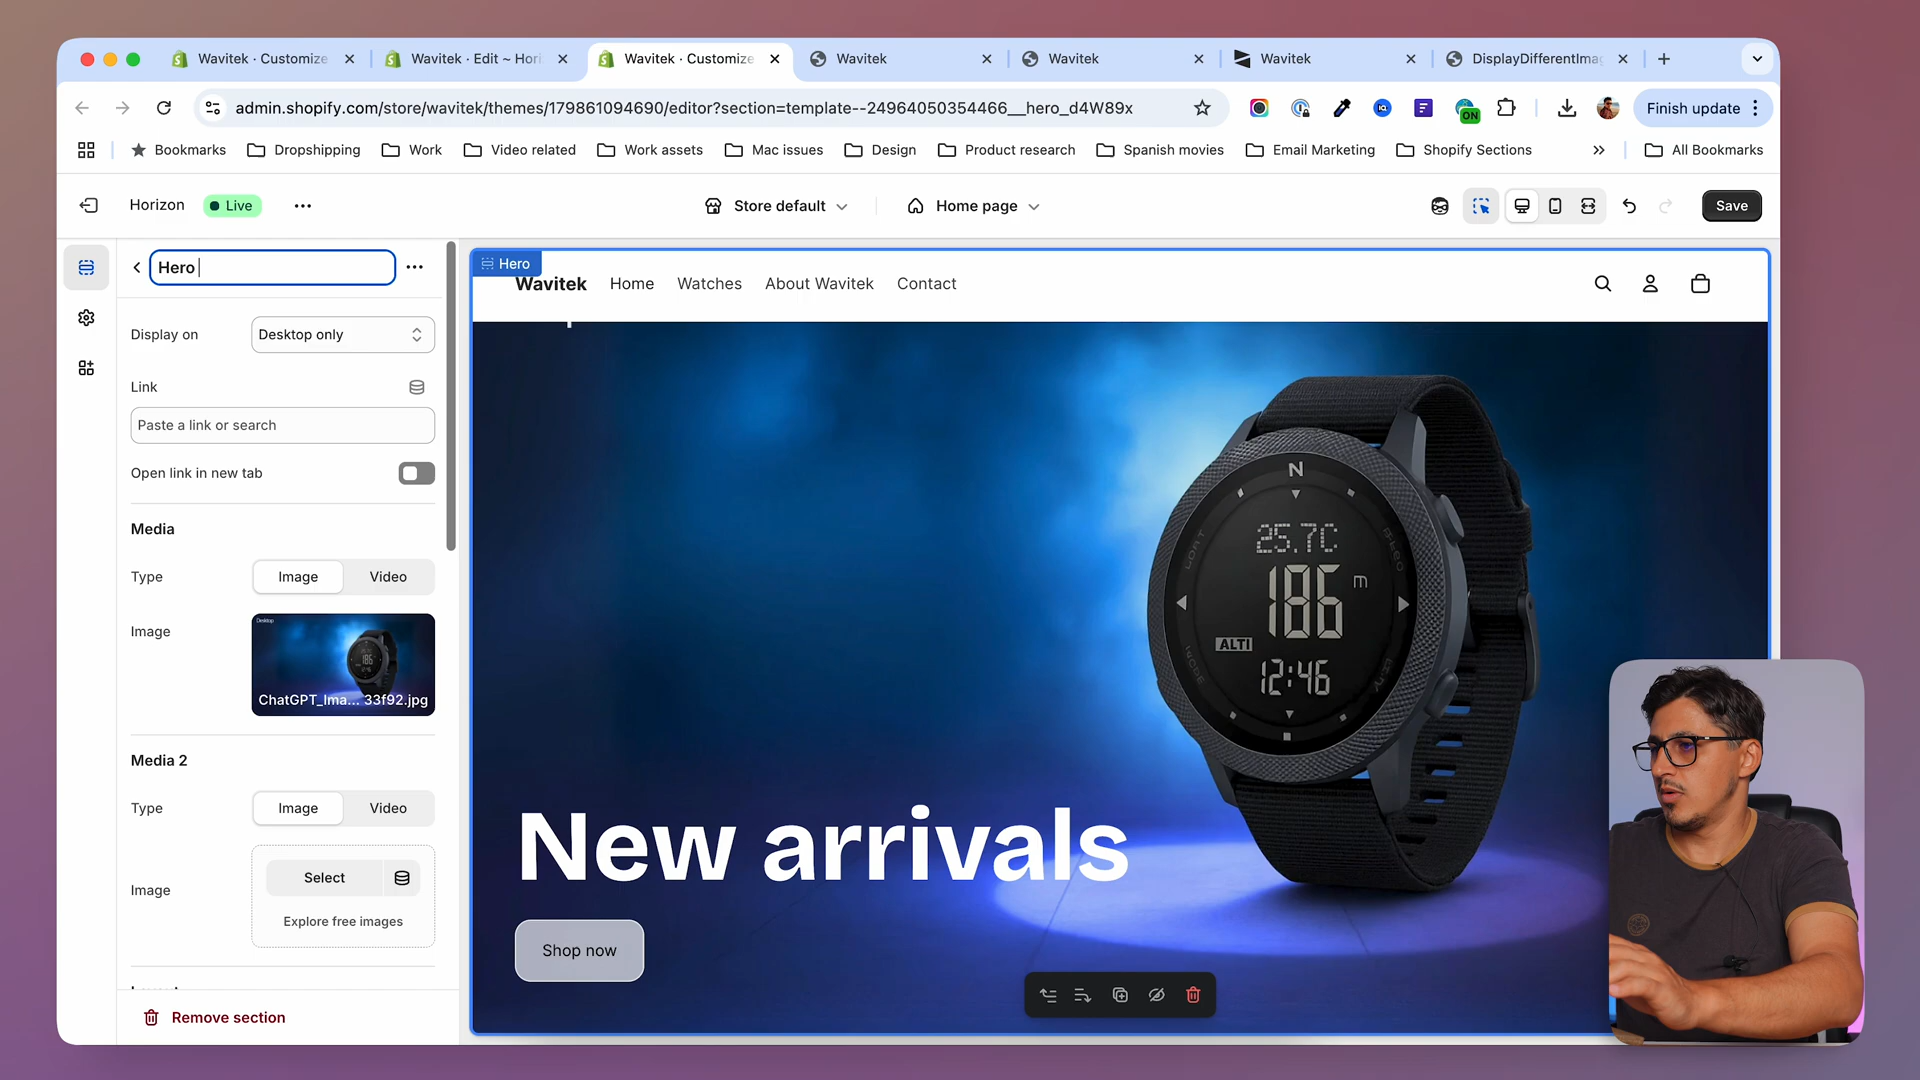 Wavitek · Customize
Wavitek · Edit ~ Hori
Wavitek · Customize
Wavitek
Wavitek
Wavitek
DisplayDifferentIma
admin.shopify.com/store/wavitek/themes/179861094690/editor?section=template--24964050354466__hero_d4W89x
ON
Finish update
Bookmarks
Dropshipping
Work
Video related
Work assets
Mac issues
Design
Product research
Spanish movies
Email Marketing
Shopify Sections
All Bookmarks
Horizon
Live
Store default
Home page
Save
Hero
Display on
Desktop only
Link
Paste a link or search
Open link in new tab
Media
Type
Image
Video
Image
Desktop
ChatGPT_Ima... 33f92.jpg
Media 2
Type
Image
Video
Image
Select
Explore free images
Remove section
Hero
Wavitek
Home
Watches
About Wavitek
Contact
N
25.7C
186 m
ALTI
12:46
New arrivals
Shop now